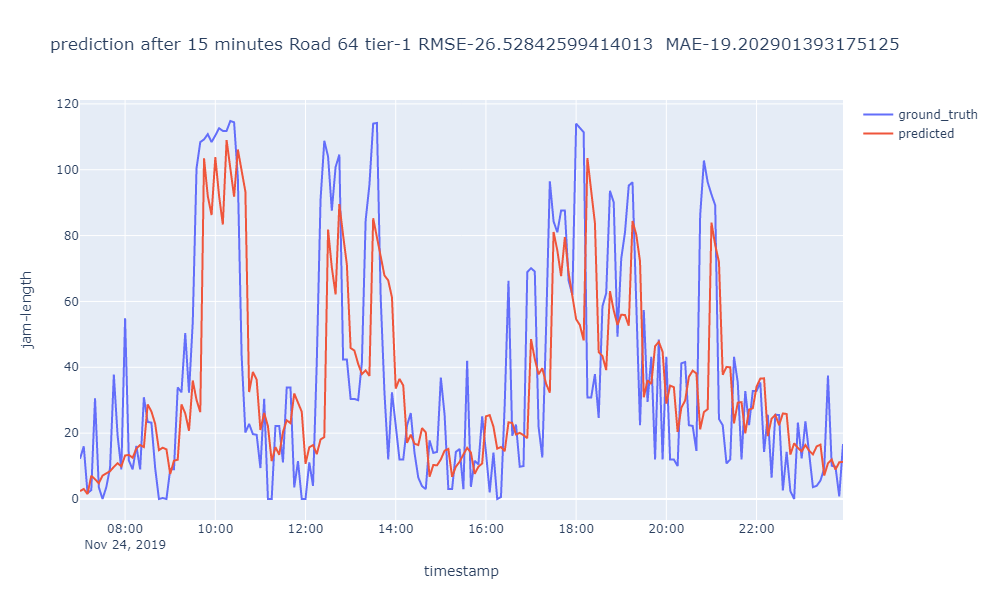 prediction after 15 minutes Road 64 tier-1 RMSE-26.52842599414013  MAE-19.202901393175125
ground_truth
predicted
120
100
80
60
40
20
0
jam-length
08:00 10:00 12:00 14:00 16:00 18:00 20:00 22:00
Nov 24, 2019
timestamp